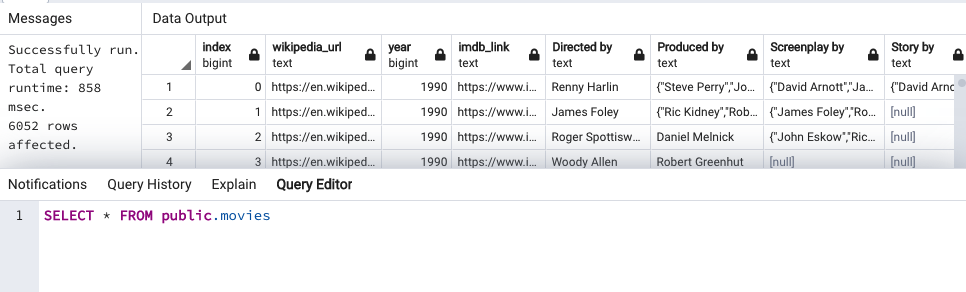 Messages
Data Output
Successfully run.
Total query
runtime: 858
msec.
6052 rows
affected.
index wikipedia_url year imdb_link Directed by Produced by Screenplay by Story by
bigint text bigint text text text text text
1 0 https://en.wikiped... 1990 https://www.i... Renny Harlin {"Steve Perry","Jo... {"David Arnott","Ja... {"David Arno
2 1 https://en.wikiped... 1990 https://www.i... James Foley {"Ric Kidney","Rob... {"James Foley","Ro... [null]
3 2 https://en.wikiped... 1990 https://www.i... Roger Spottisw... Daniel Melnick {"John Eskow","Ric... [null]
4 3 https://en.wikiped... 1990 https://www.i... Woody Allen Robert Greenhut [null] [null]
Notifications Query History Explain Query Editor
1 SELECT * FROM public.movies